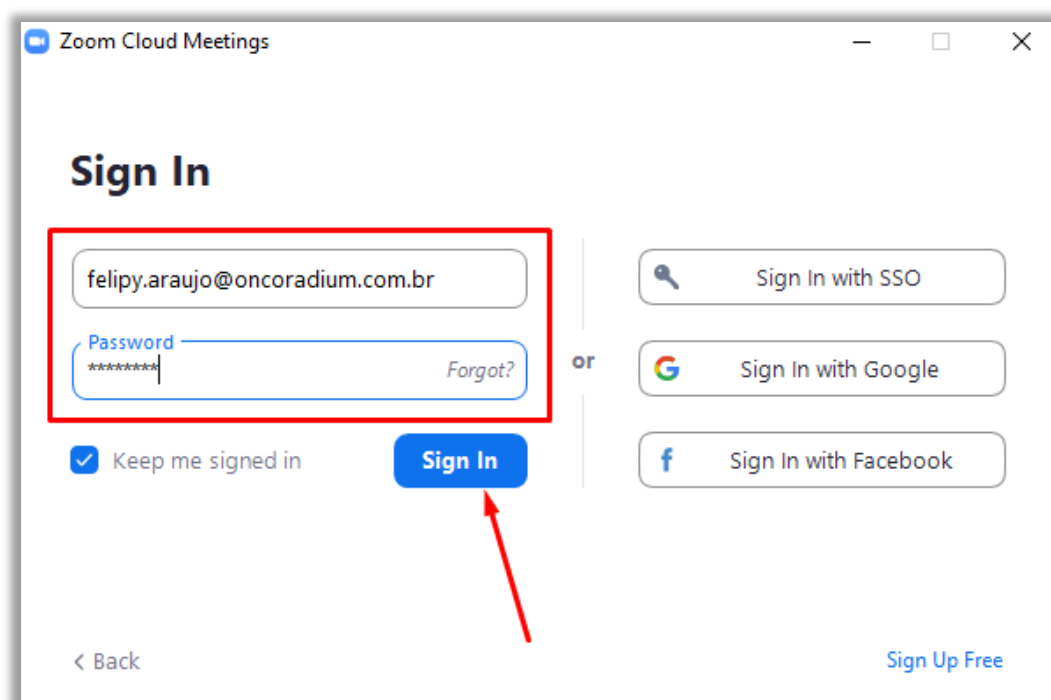 Zoom Cloud Meetings
Sign In
felipy.araujo@oncoradium.com.br
Password
********
Forgot?
Keep me signed in
Sign In
or
Sign In with SSO
Sign In with Google
Sign In with Facebook
< Back
Sign Up Free